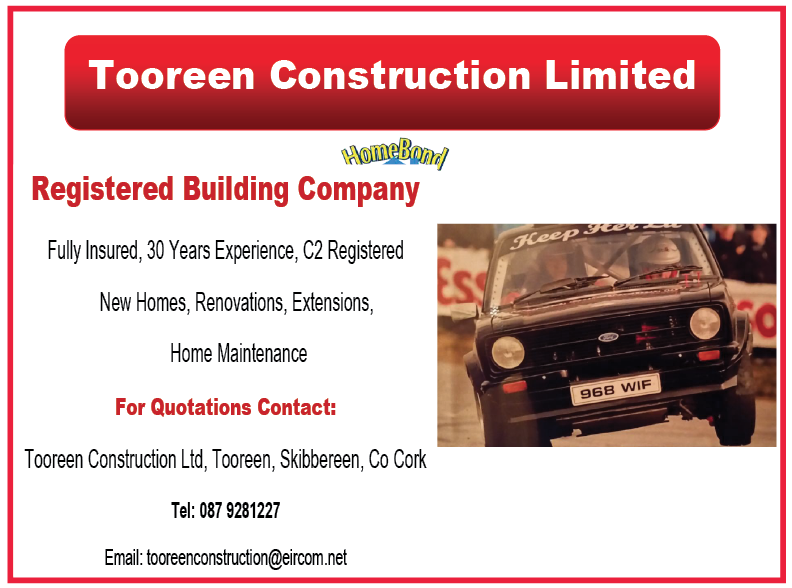 Tooreen Construction Limited
HomeBond
Registered Building Company
Fully Insured, 30 Years Experience, C2 Registered
New Homes, Renovations, Extensions,
Home Maintenance
For Quotations Contact:
Tooreen Construction Ltd, Tooreen, Skibbereen, Co Cork
Tel: 087 9281227
Email: tooreenconstruction@eircom.net
Keep Her Lit
Ford
968 WIF